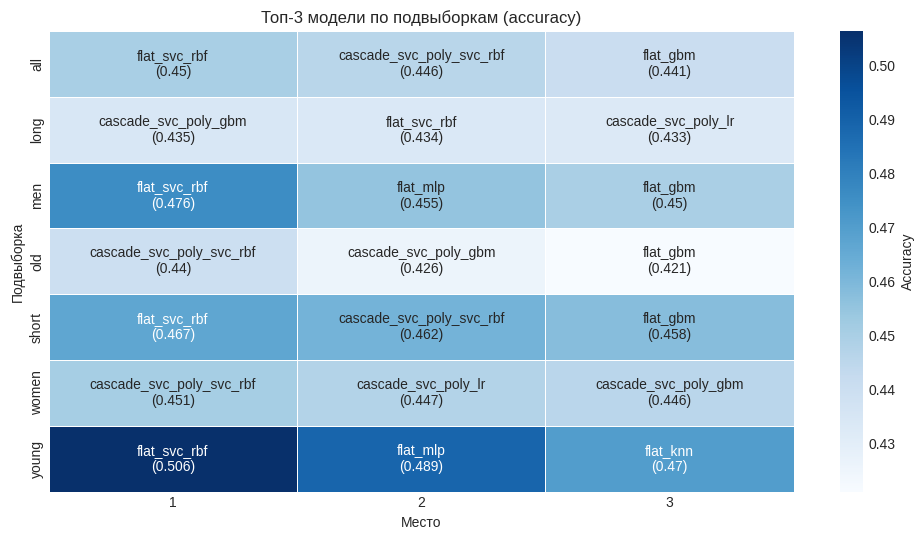 Топ-3 модели по подвыборкам (accuracy)
Подвыборка
all
flat_svc_rbf
(0.45)
cascade_svc_poly_svc_rbf
(0.446)
flat_gbm
(0.441)
long
cascade_svc_poly_gbm
(0.435)
flat_svc_rbf
(0.434)
cascade_svc_poly_lr
(0.433)
men
flat_svc_rbf
(0.476)
flat_mlp
(0.455)
flat_gbm
(0.45)
old
cascade_svc_poly_svc_rbf
(0.44)
cascade_svc_poly_gbm
(0.426)
flat_gbm
(0.421)
short
flat_svc_rbf
(0.467)
cascade_svc_poly_svc_rbf
(0.462)
flat_gbm
(0.458)
women
cascade_svc_poly_svc_rbf
(0.451)
cascade_svc_poly_lr
(0.447)
cascade_svc_poly_gbm
(0.446)
young
flat_svc_rbf
(0.506)
flat_mlp
(0.489)
flat_knn
(0.47)
1
2
3
Место
0.50
0.49
0.48
0.47
0.46
0.45
0.44
0.43
Accuracy